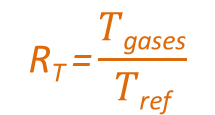 R_T = T_gases / T_ref